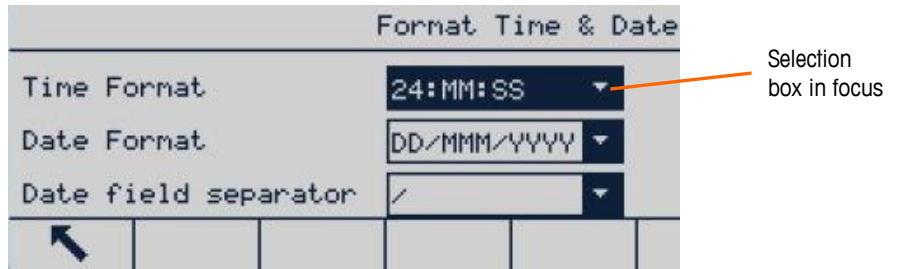 Format Time & Date
Time Format 24:MM:SS
Date Format DD/MMM/YYYY
Date field separator /
Selection
box in focus